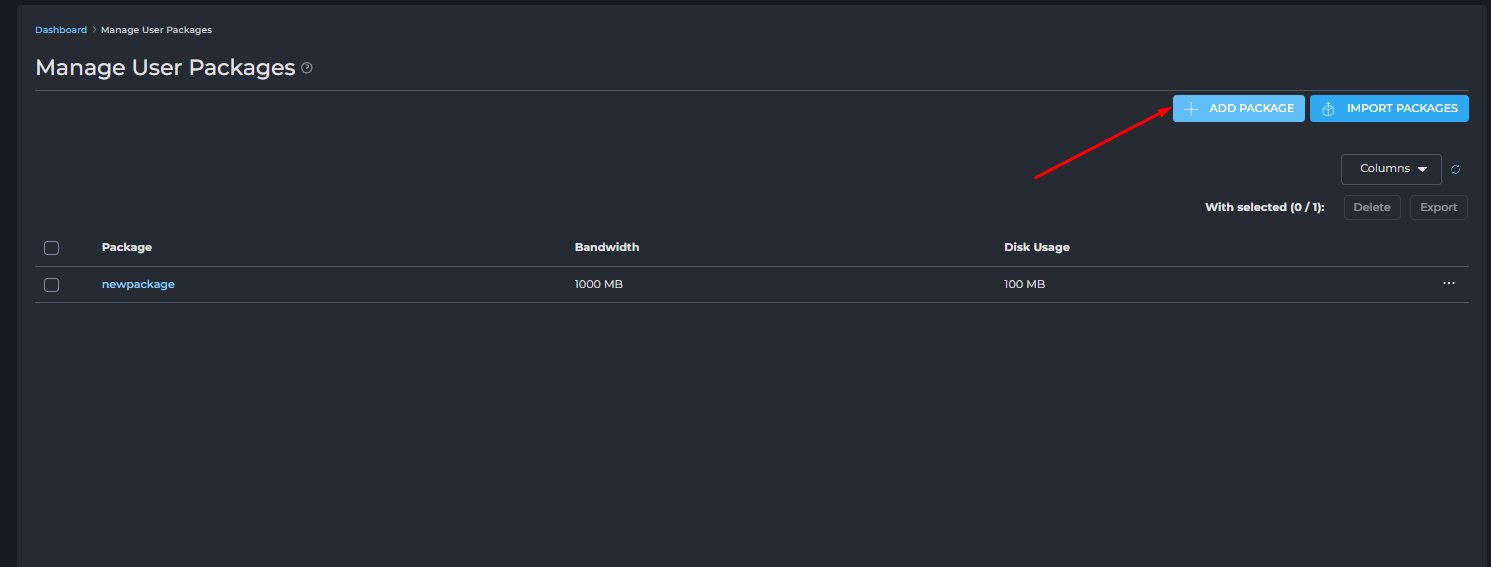 Dashboard > Manage User Packages
Manage User Packages
ADD PACKAGE IMPORT PACKAGES
Columns
With selected (0 / 1): Delete Export
Package Bandwidth Disk Usage
newpackage 1000 MB 100 MB